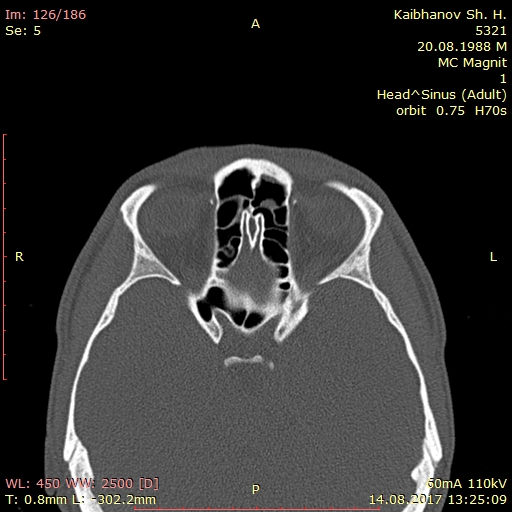 Im: 126/186
Se: 5
A
Kaibhanov Sh. H.
5321
20.08.1988 M
MC Magnit
1
Head^Sinus (Adult)
orbit 0.75 H70s
R
L
WL: 450 WW: 2500 [D]
T: 0.8mm L: -302.2mm
P
60mA 110kV
14.08.2017 13:25:09